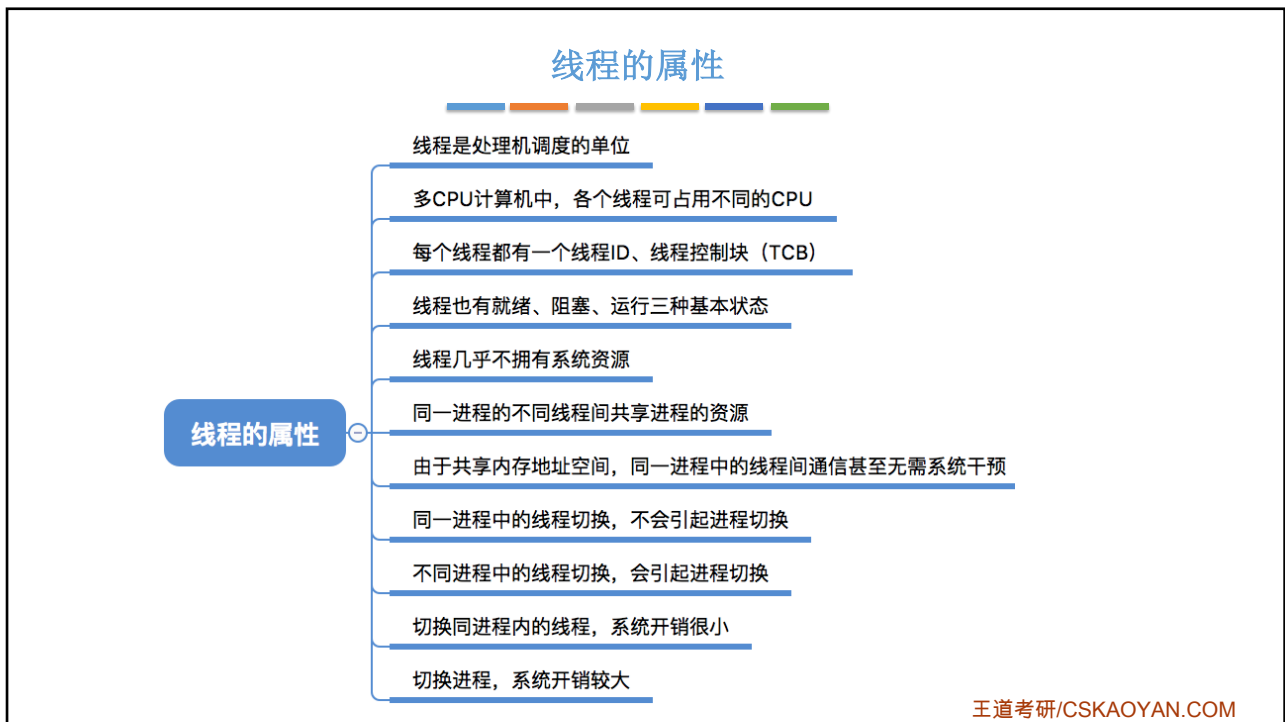 线程的属性
线程是处理机调度的单位
多CPU计算机中，各个线程可占用不同的CPU
每个线程都有一个线程ID、线程控制块（TCB）
线程也有就绪、阻塞、运行三种基本状态
线程几乎不拥有系统资源
线程的属性
同一进程的不同线程间共享进程的资源
由于共享内存地址空间，同一进程中的线程间通信甚至无需系统干预
同一进程中的线程切换，不会引起进程切换
不同进程中的线程切换，会引起进程切换
切换同进程内的线程，系统开销很小
切换进程，系统开销较大
王道考研/CSKAOYAN.COM